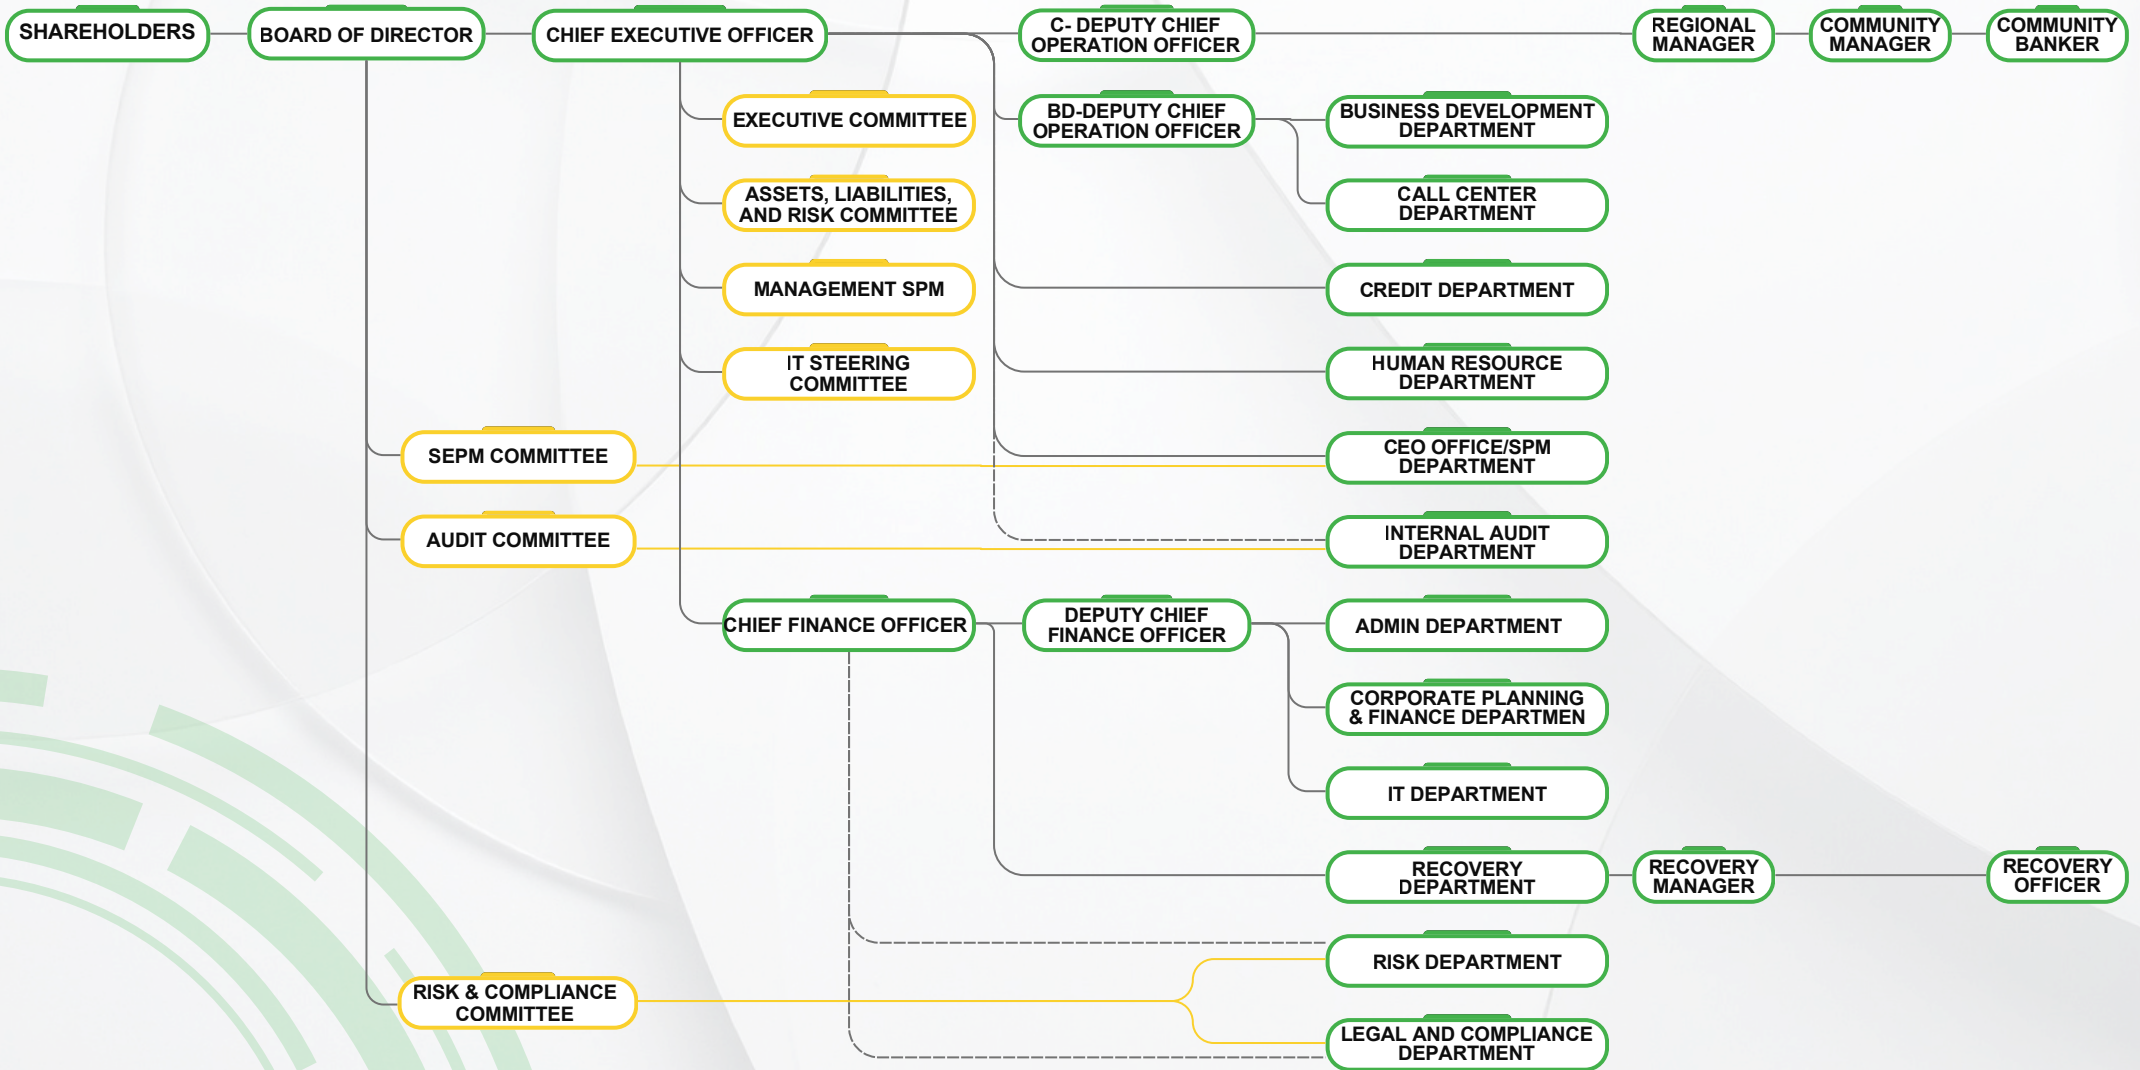 SHAREHOLDERS
BOARD OF DIRECTOR
CHIEF EXECUTIVE OFFICER
C- DEPUTY CHIEF
OPERATION OFFICER
REGIONAL
MANAGER
COMMUNITY
MANAGER
COMMUNITY
BANKER
EXECUTIVE COMMITTEE
BD-DEPUTY CHIEF
OPERATION OFFICER
BUSINESS DEVELOPMENT
DEPARTMENT
ASSETS, LIABILITIES,
AND RISK COMMITTEE
CALL CENTER
DEPARTMENT
MANAGEMENT SPM
CREDIT DEPARTMENT
IT STEERING
COMMITTEE
HUMAN RESOURCE
DEPARTMENT
SEPM COMMITTEE
CEO OFFICE/SPM
DEPARTMENT
AUDIT COMMITTEE
INTERNAL AUDIT
DEPARTMENT
CHIEF FINANCE OFFICER
DEPUTY CHIEF
FINANCE OFFICER
ADMIN DEPARTMENT
CORPORATE PLANNING
& FINANCE DEPARTMEN
IT DEPARTMENT
RECOVERY
DEPARTMENT
RECOVERY
MANAGER
RECOVERY
OFFICER
RISK DEPARTMENT
RISK & COMPLIANCE
COMMITTEE
LEGAL AND COMPLIANCE
DEPARTMENT